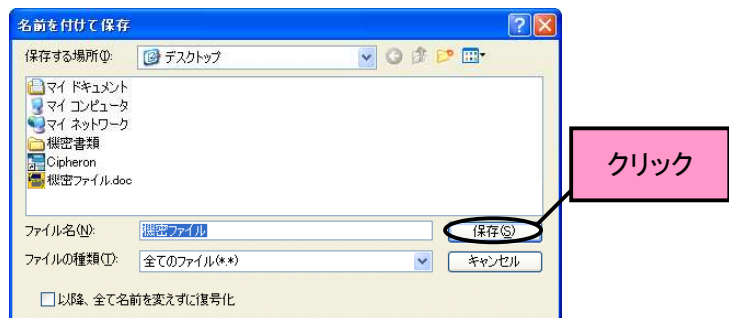 名前を付けて保存
保存する場所(I):
デスクトップ
マイ ドキュメント
マイ コンピュータ
マイ ネットワーク
機密書類
Cipheron
機密ファイル.doc
クリック
ファイル名(N):
機密ファイル
保存(S)
ファイルの種類(T):
全てのファイル(*.*)
キャンセル
以降、全て名前を変えずに復号化